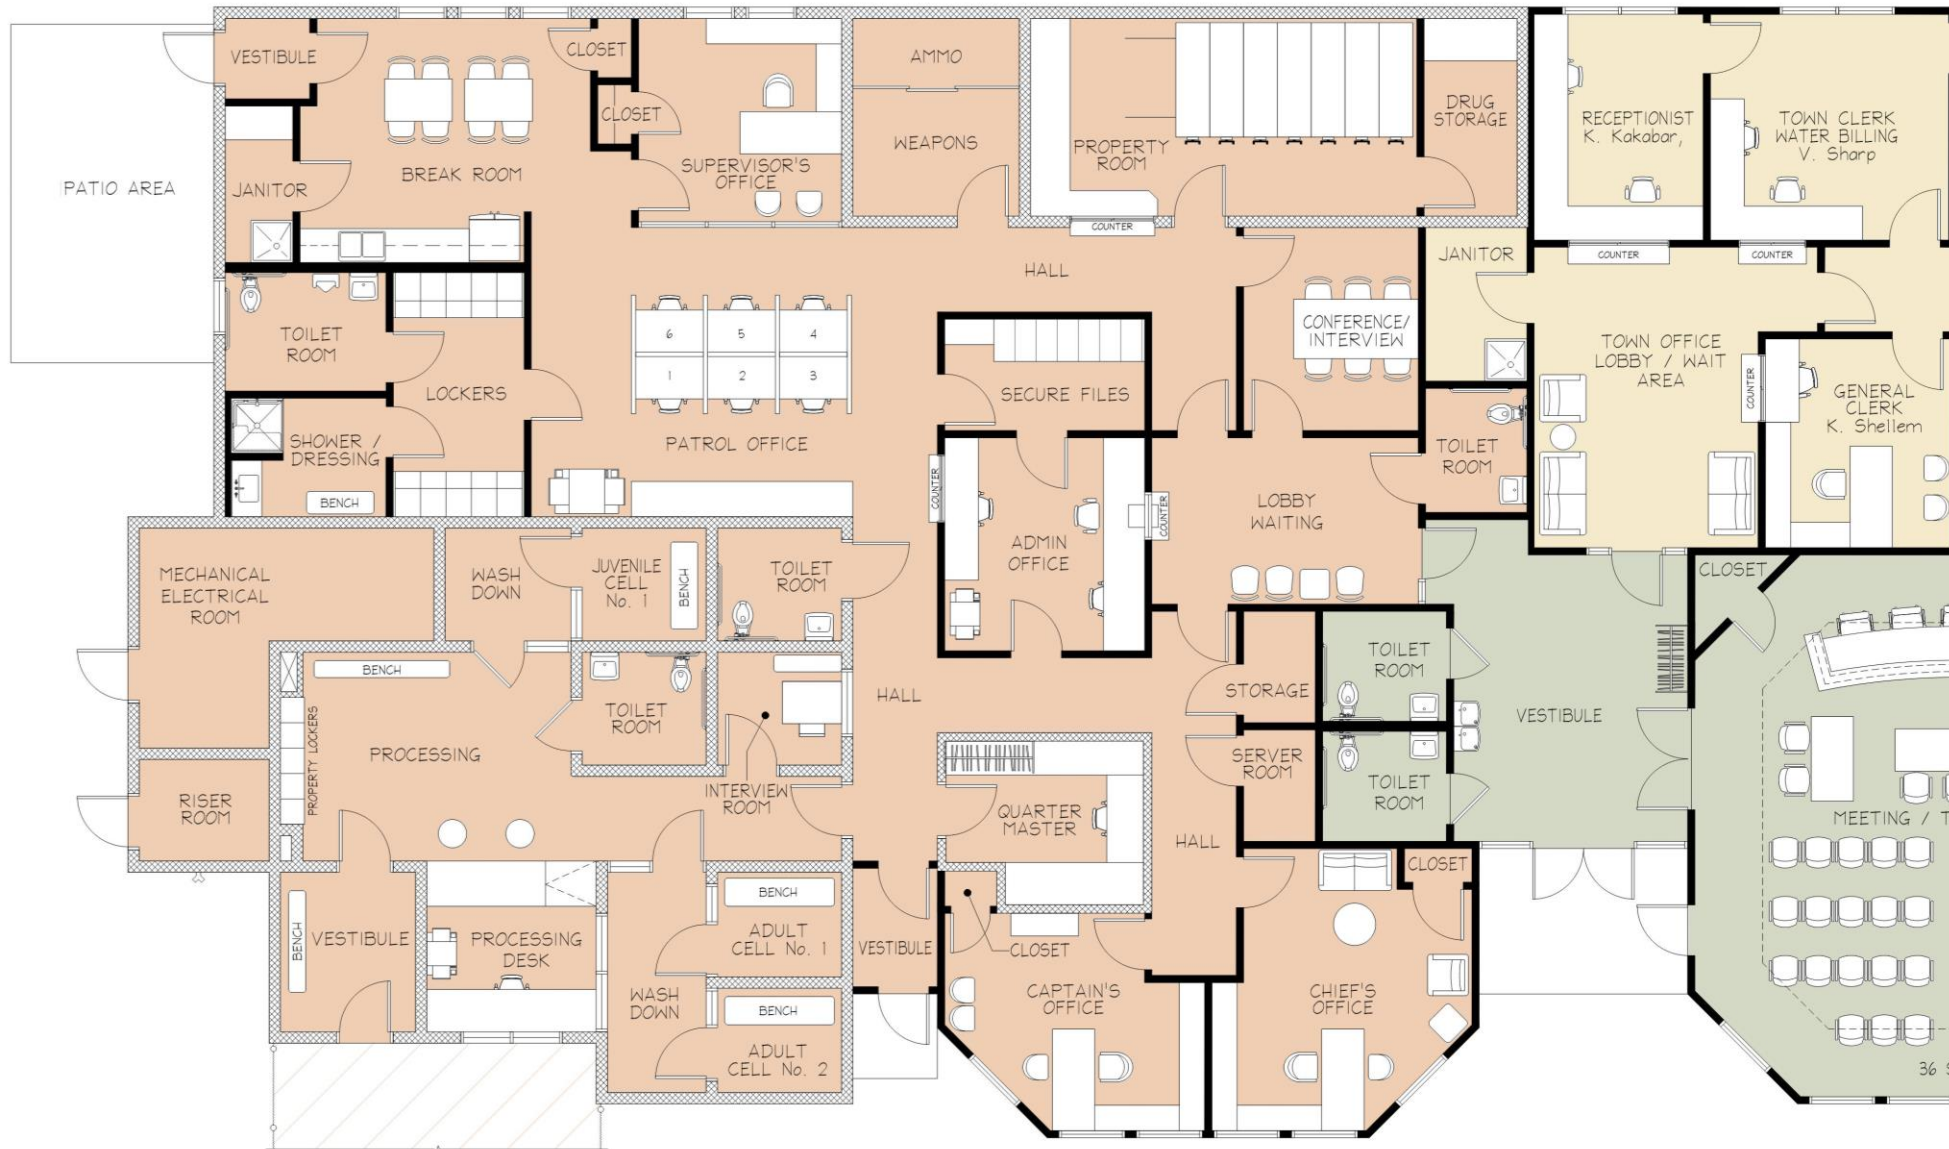 PATIO AREA
VESTIBULE
CLOSET
CLOSET
BREAK ROOM
JANITOR
SUPERVISOR'S
OFFICE
AMMO
WEAPONS
PROPERTY
ROOM
COUNTER
DRUG
STORAGE
RECEPTIONIST
K. Kakabar,
TOWN CLERK
WATER BILLING
V. Sharp
COUNTER
COUNTER
HALL
JANITOR
TOILET
ROOM
LOCKERS
6
5
4
1
2
3
PATROL OFFICE
SECURE FILES
CONFERENCE/
INTERVIEW
TOWN OFFICE
LOBBY / WAIT
AREA
COUNTER
GENERAL
CLERK
K. Shellem
SHOWER /
DRESSING
BENCH
TOILET
ROOM
COUNTER
COUNTER
LOBBY
WAITING
ADMIN
OFFICE
MECHANICAL
ELECTRICAL
ROOM
WASH
DOWN
JUVENILE
CELL
No. 1
BENCH
TOILET
ROOM
CLOSET
BENCH
TOILET
ROOM
HALL
STORAGE
TOILET
ROOM
VESTIBULE
PROPERTY LOCKERS
PROCESSING
INTERVIEW
ROOM
SERVER
ROOM
TOILET
ROOM
RISER
ROOM
QUARTER
MASTER
HALL
MEETING / T
BENCH
VESTIBULE
PROCESSING
DESK
BENCH
ADULT
CELL No. 1
VESTIBULE
CLOSET
CLOSET
WASH
DOWN
BENCH
ADULT
CELL No. 2
CAPTAIN'S
OFFICE
CHIEF'S
OFFICE
36